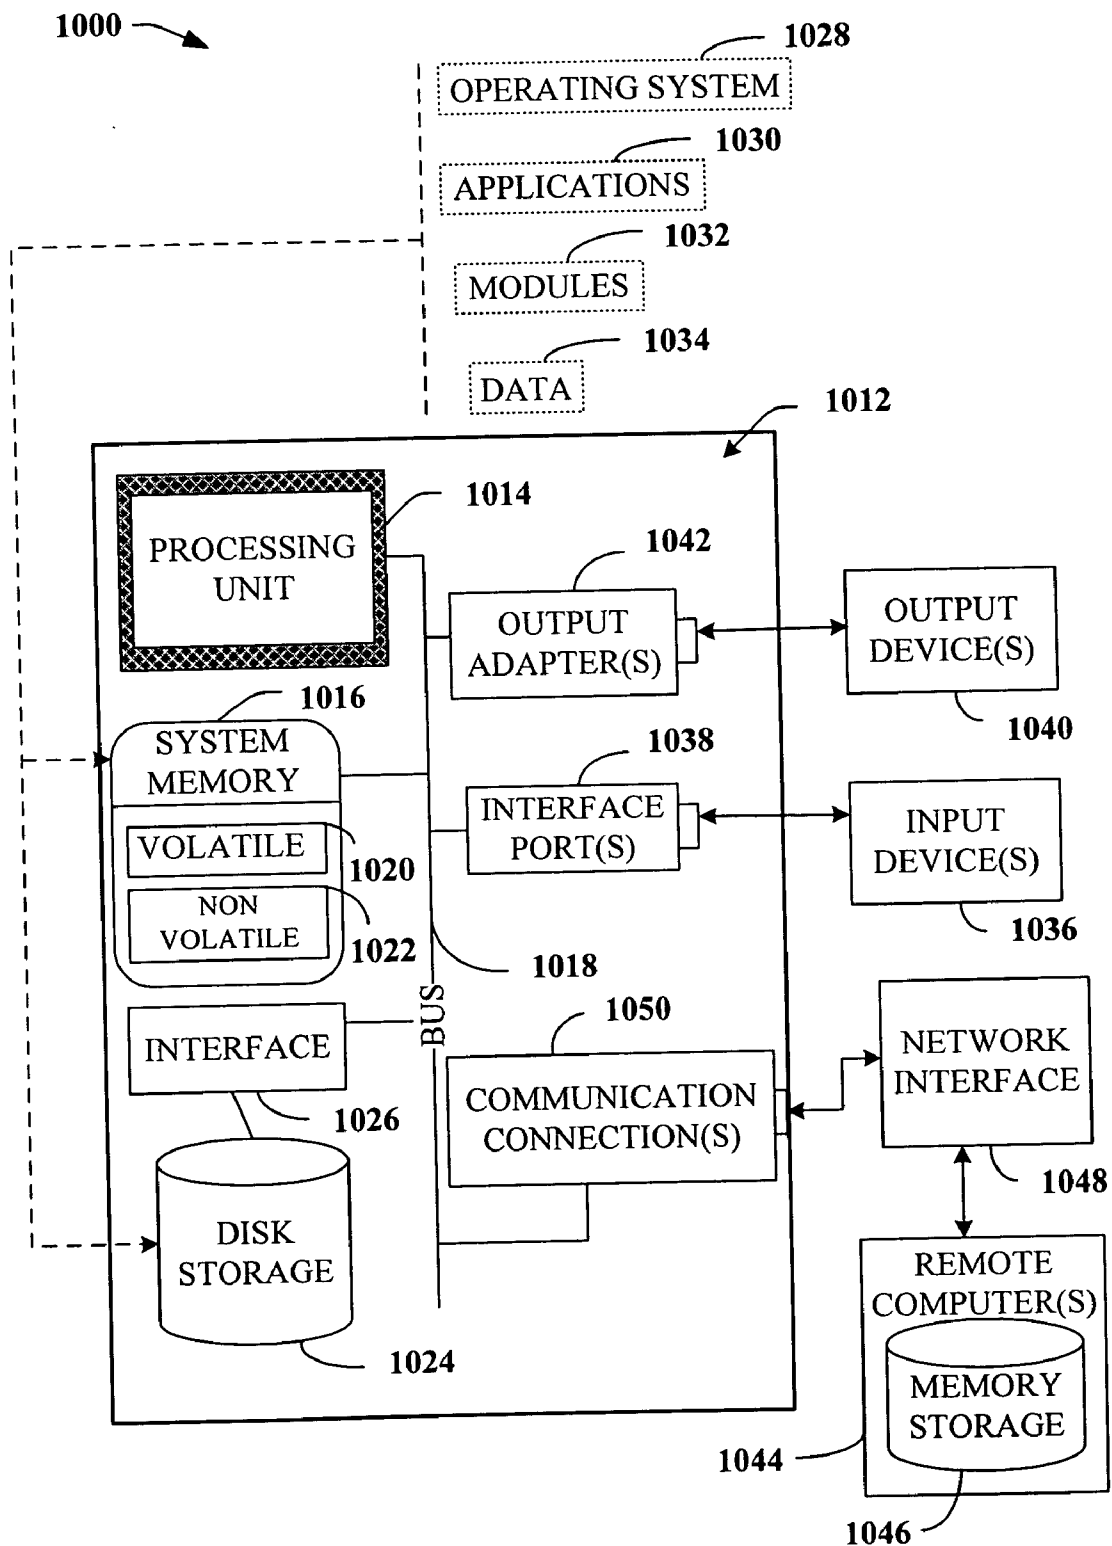 1000
1028
OPERATING SYSTEM
1030
APPLICATIONS
1032
MODULES
1034
DATA
1012
1014
PROCESSING
UNIT
1042
OUTPUT
ADAPTER(S)
OUTPUT
DEVICE(S)
1040
1016
SYSTEM
MEMORY
1038
INTERFACE
PORT(S)
INPUT
DEVICE(S)
1036
VOLATILE
1020
NON
VOLATILE
1022
1018
BUS
1050
INTERFACE
1026
COMMUNICATION
CONNECTION(S)
NETWORK
INTERFACE
1048
DISK
STORAGE
1024
REMOTE
COMPUTER(S)
MEMORY
STORAGE
1044
1046